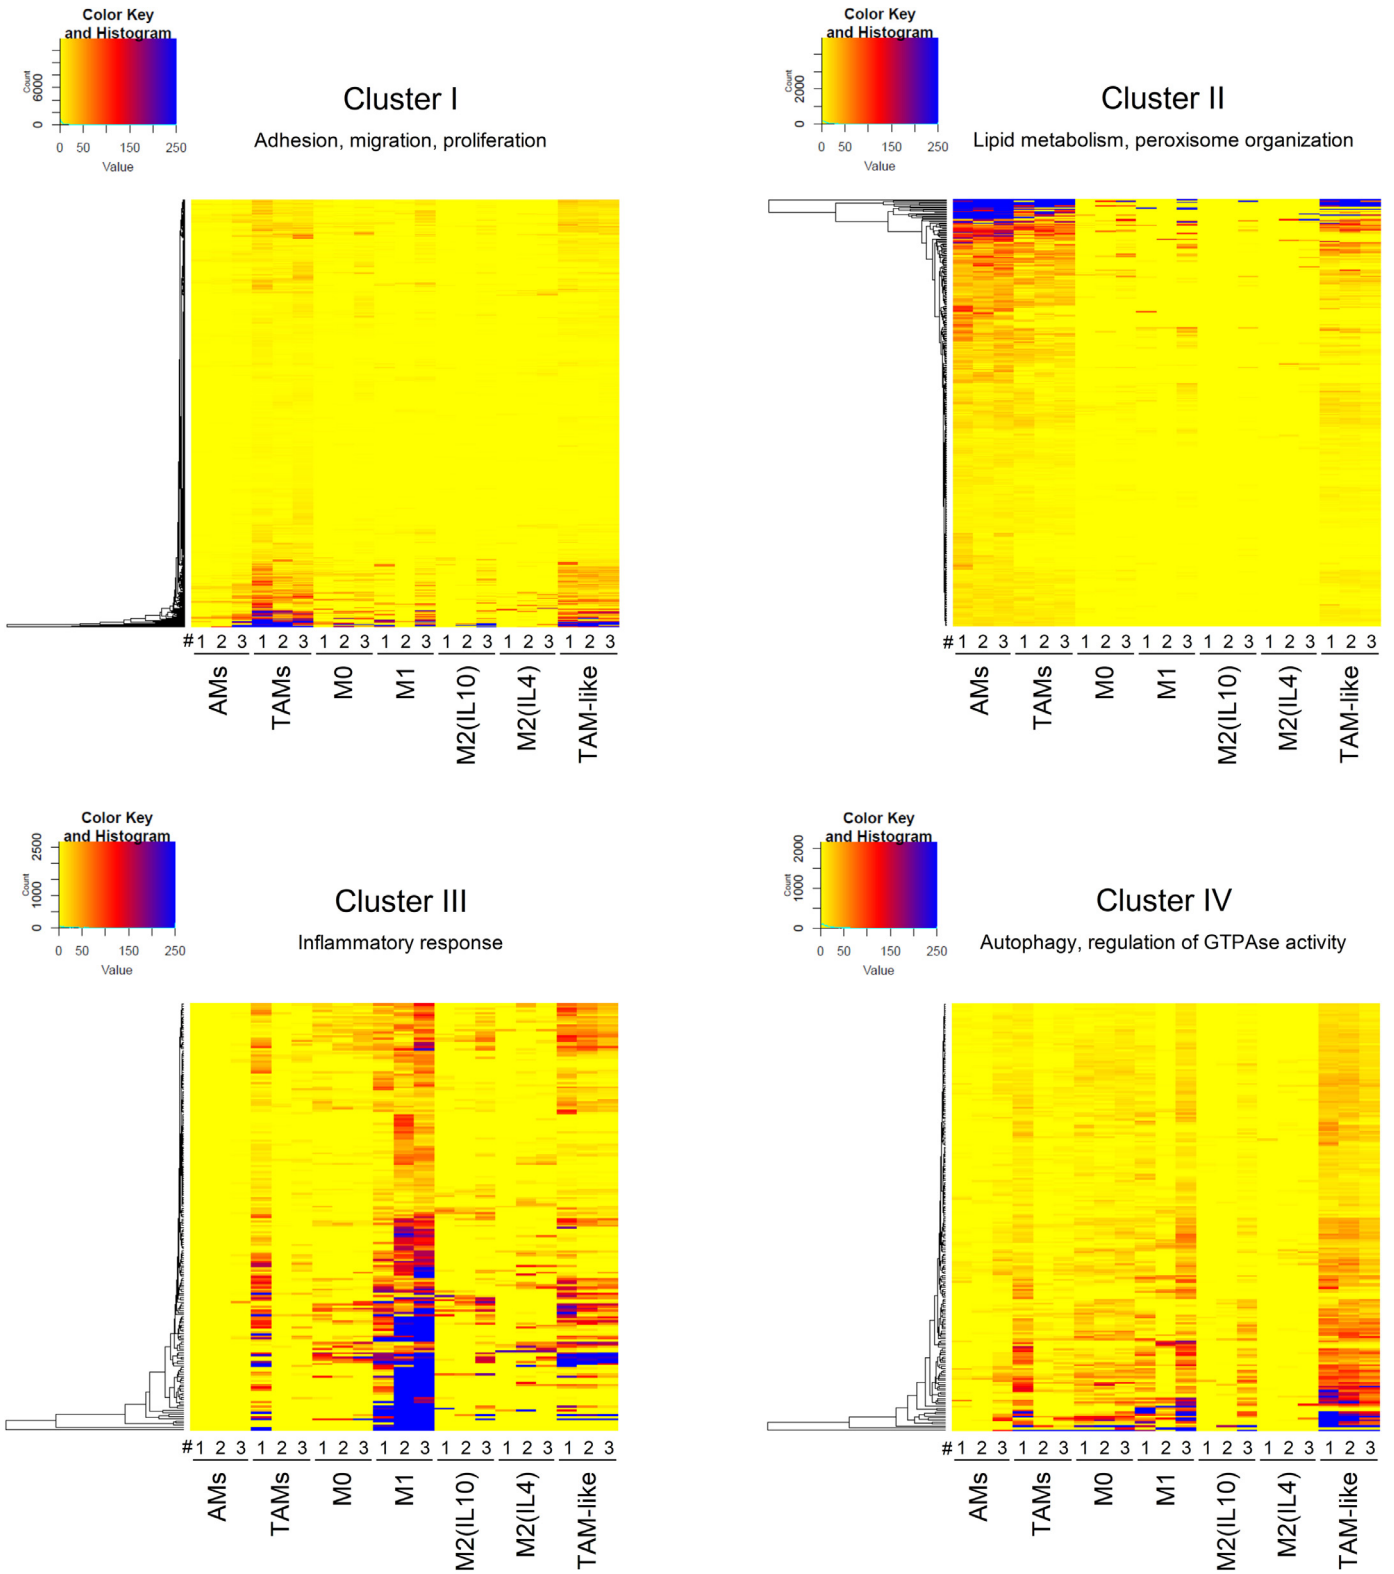 Color Key
and Histogram
Count
6000
0
0 50 150 250
Value
Cluster I
Adhesion, migration, proliferation
# 1 2 3 1 2 3 1 2 3 1 2 3 1 2 3 1 2 3 1 2 3
AMs
TAMs
M0
M1
M2(IL10)
M2(IL4)
TAM-like
Color Key
and Histogram
Count
2000
0
0 50 150 250
Value
Cluster II
Lipid metabolism, peroxisome organization
# 1 2 3 1 2 3 1 2 3 1 2 3 1 2 3 1 2 3 1 2 3
AMs
TAMs
M0
M1
M2(IL10)
M2(IL4)
TAM-like
Color Key
and Histogram
Count
2500
1000
0
0 50 150 250
Value
Cluster III
Inflammatory response
# 1 2 3 1 2 3 1 2 3 1 2 3 1 2 3 1 2 3 1 2 3
AMs
TAMs
M0
M1
M2(IL10)
M2(IL4)
TAM-like
Color Key
and Histogram
Count
2000
1000
0
0 50 150 250
Value
Cluster IV
Autophagy, regulation of GTPAse activity
# 1 2 3 1 2 3 1 2 3 1 2 3 1 2 3 1 2 3 1 2 3
AMs
TAMs
M0
M1
M2(IL10)
M2(IL4)
TAM-like